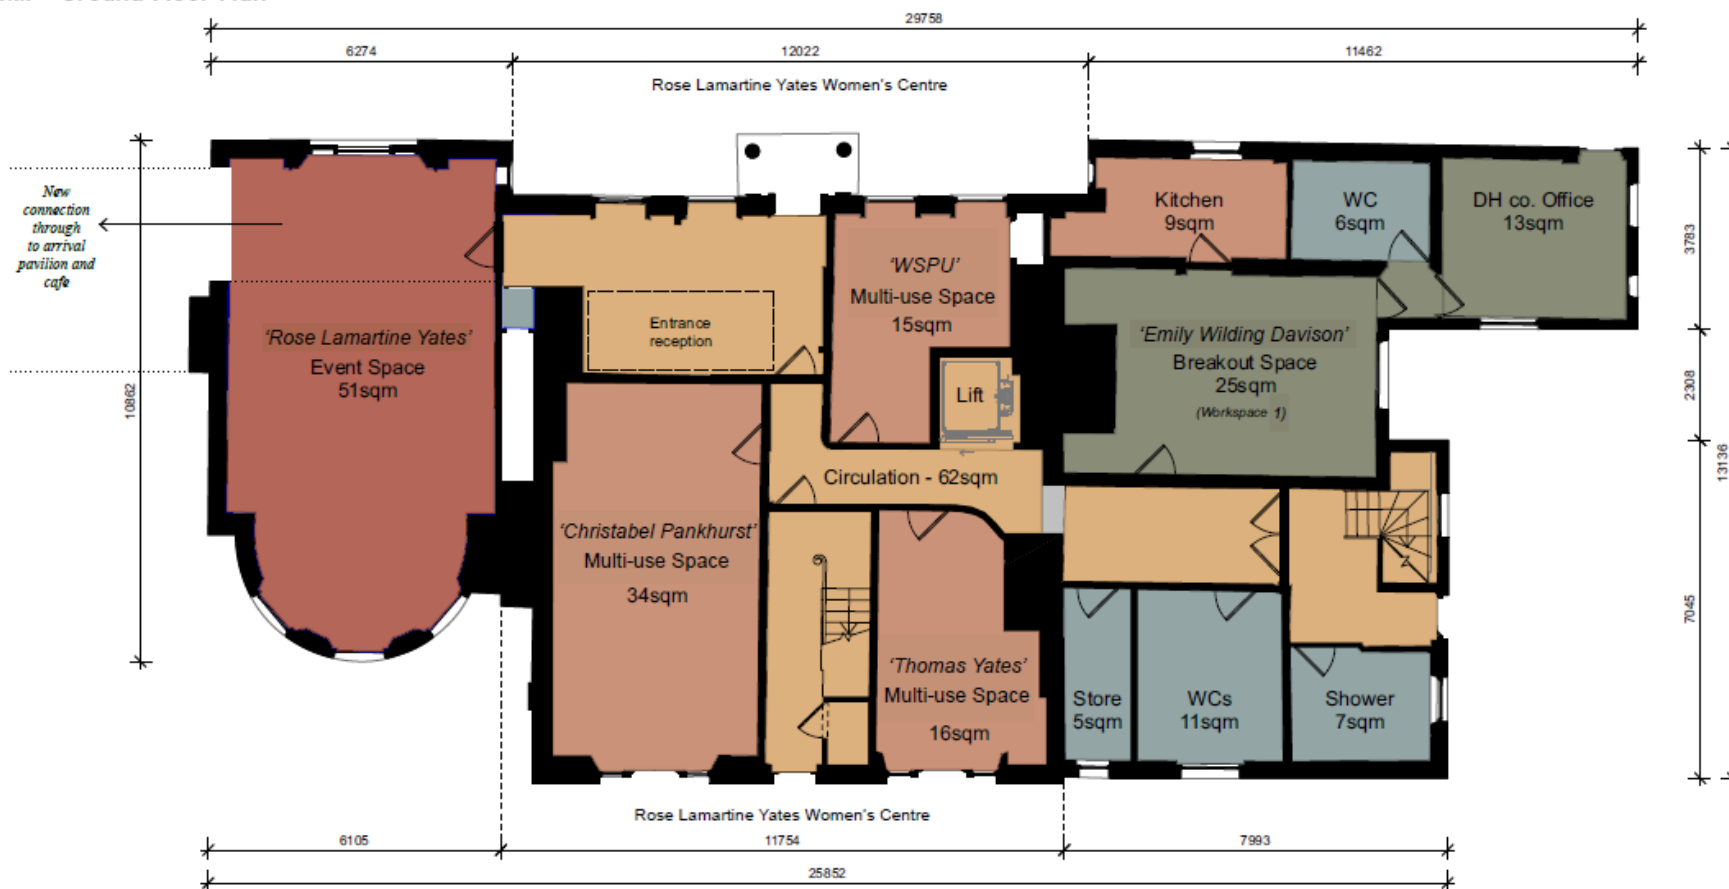 29758
6274
12022
11462
Rose Lamartine Yates Women's Centre
New
connection
through
to arrival
pavilion and
cafe
Kitchen
9sqm
WC
6sqm
DH co. Office
13sqm
3783
'WSPU'
Multi-use Space
15sqm
Entrance
reception
'Rose Lamartine Yates'
Event Space
51sqm
'Emily Wilding Davison'
Breakout Space
25sqm
(Workspace 1)
10862
Lift
2308
13136
Circulation - 62sqm
'Christabel Pankhurst'
Multi-use Space
34sqm
7045
'Thomas Yates'
Multi-use Space
16sqm
Store
5sqm
WCs
11sqm
Shower
7sqm
Rose Lamartine Yates Women's Centre
6105
11754
7993
25852